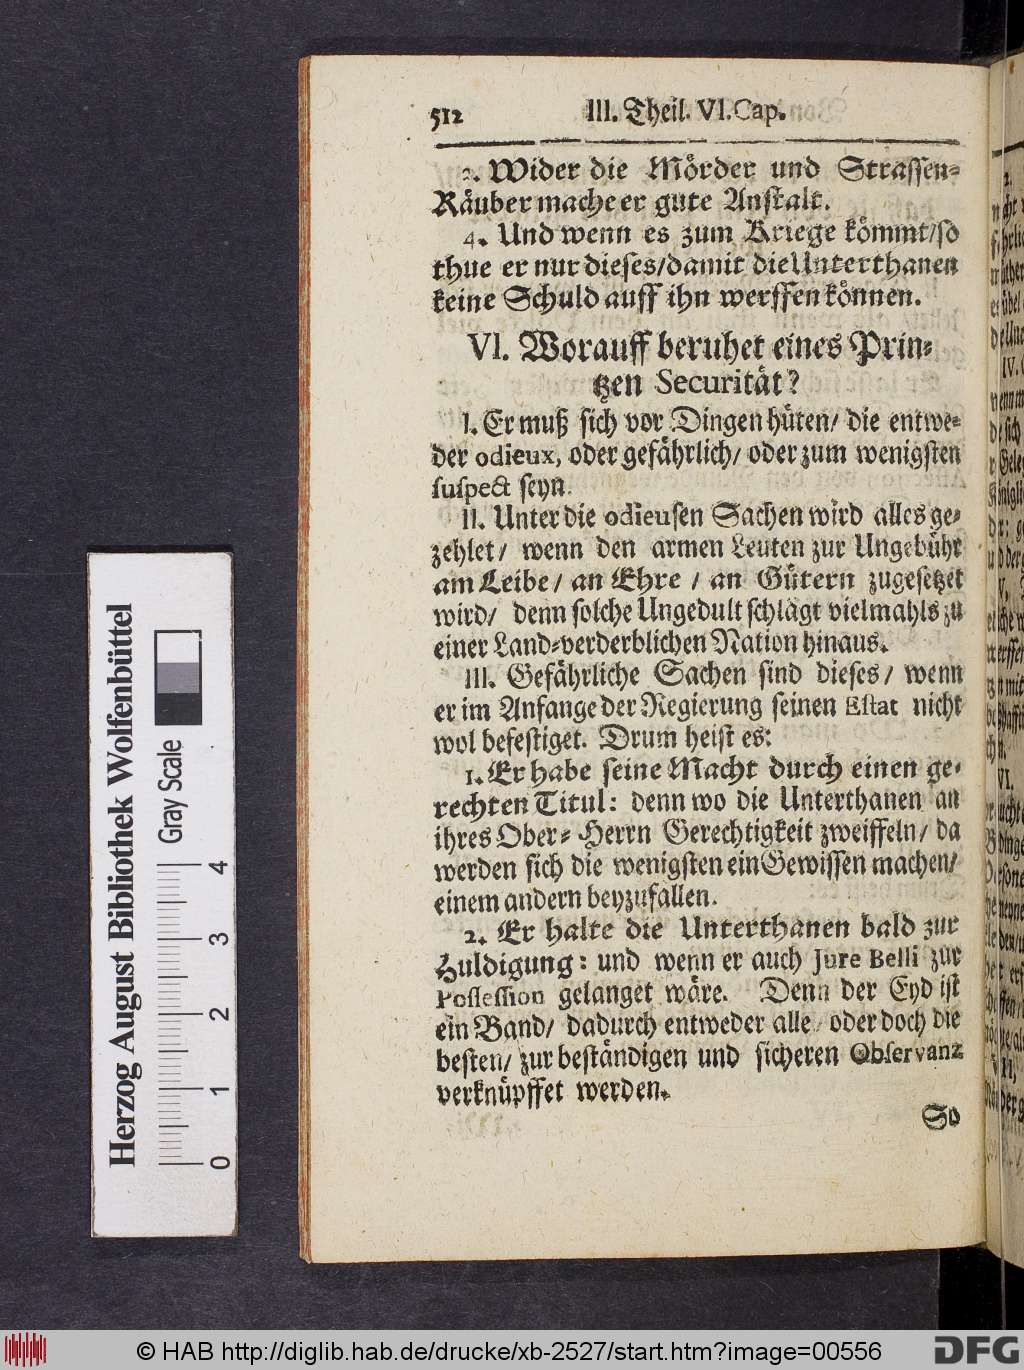 512 III. Theil. VI. Cap.
3. Wider die Mörder und Strassen-
Räuber mache er gute Anstalt.
4. Und wenn es zum Kriege kömmt/so
thue er nur dieses/damit die Unterthanen
keine Schuld auff ihn werffen können.
VI. Worauff beruhet eines Prin-
tzen Securität?
I. Er muß sich vor Dingen hüten/ die entwe-
der odieux, oder gefährlich/ oder zum wenigsten
suspect seyn.
II. Unter die odieusen Sachen wird alles ge-
zehlet/ wenn den armen Leuten zur Ungebühr
am Leibe/ an Ehre / an Gütern zugesetzet
wird/ denn solche Ungedult schlägt vielmahls zu
einer Land-verderblichen Nation hinaus.
III. Gefährliche Sachen sind dieses/ wenn
er im Anfange der Regierung seinen Estat nicht
wol befestiget. Drum heist es:
1. Er habe seine Macht durch einen ge-
rechten Titul: denn wo die Unterthanen an
ihres Ober-Herrn Gerechtigkeit zweiffeln/ da
werden sich die wenigsten ein Gewissen machen/
einem andern beyzufallen.
2. Er halte die Unterthanen bald zur
Huldigung: und wenn er auch Jure Belli zur
Possession gelanget wäre. Denn der Eyd ist
ein Band/ dadurch entweder alle/ oder doch die
besten/ zur beständigen und sicheren Observanz
verknüpffet werden.
So
Herzog August Bibliothek Wolfenbüttel
Gray Scale
0 1 2 3 4
© HAB http://diglib.hab.de/drucke/xb-2527/start.htm?image=00556
DFG